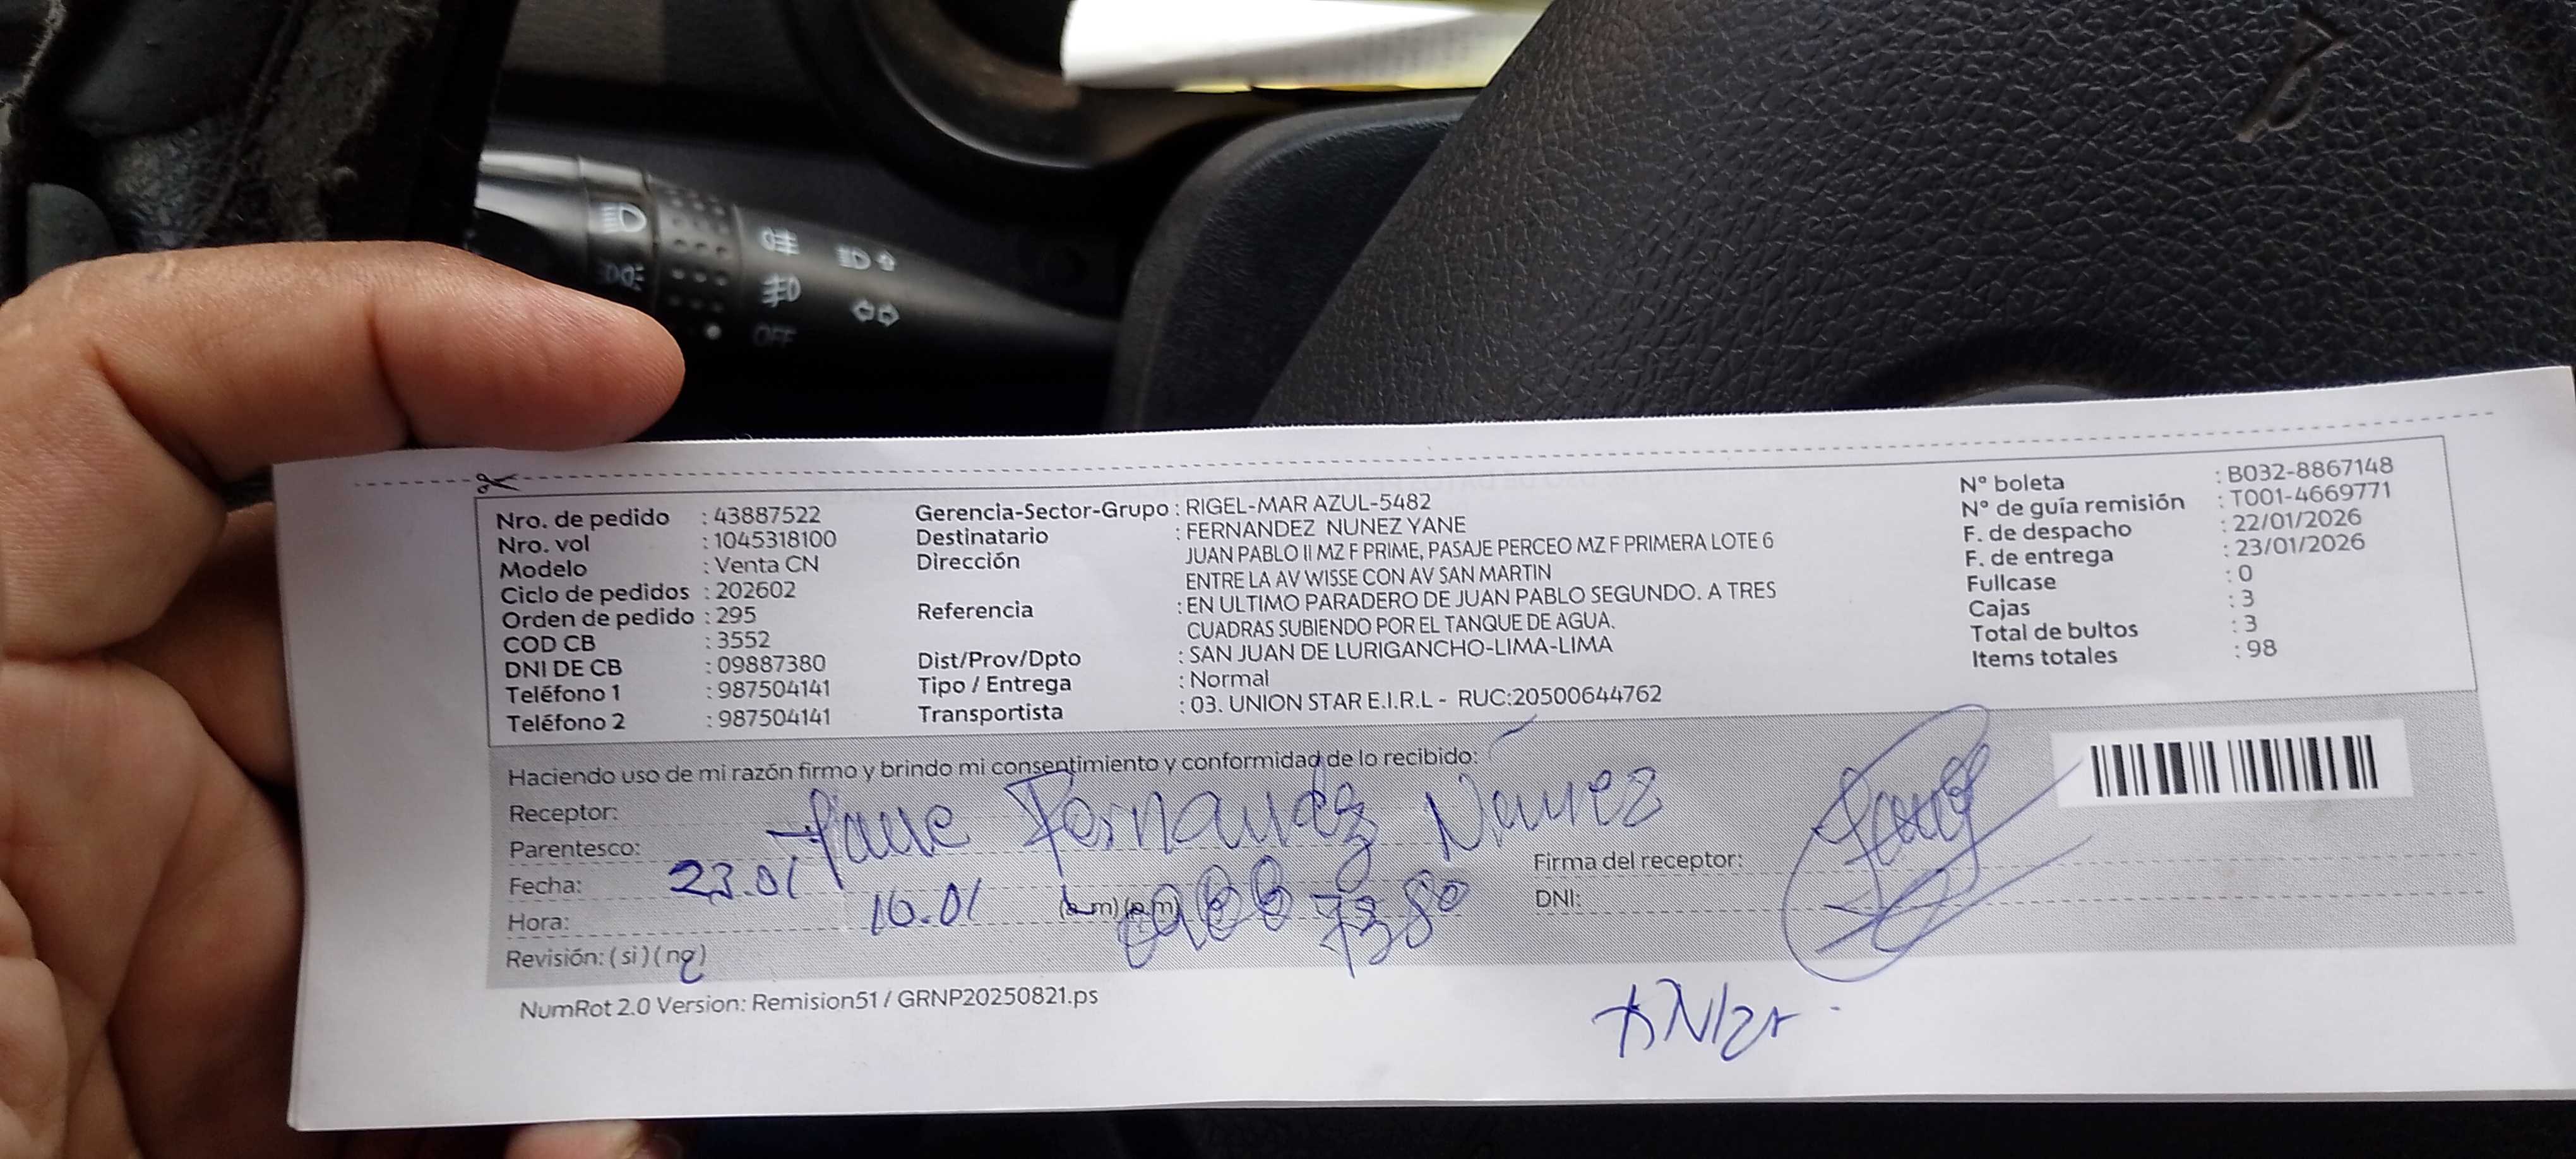 OFF
Nro. de pedido : 43887522
Nro. vol : 1045318100
Modelo : Venta CN
Ciclo de pedidos : 202602
Orden de pedido : 295
COD CB : 3552
DNI DE CB : 09887380
Teléfono 1 : 987504141
Teléfono 2 : 987504141
Gerencia-Sector-Grupo : RIGEL-MAR AZUL-5482
Destinatario : FERNANDEZ NUNEZ YANE
Dirección JUAN PABLO II MZ F PRIME, PASAJE PERCEO MZ F PRIMERA LOTE 6
ENTRE LA AV WISSE CON AV SAN MARTIN
Referencia : EN ULTIMO PARADERO DE JUAN PABLO SEGUNDO. A TRES
CUADRAS SUBIENDO POR EL TANQUE DE AGUA.
Dist/Prov/Dpto : SAN JUAN DE LURIGANCHO-LIMA-LIMA
Tipo / Entrega : Normal
Transportista : 03. UNION STAR E.I.R.L - RUC:20500644762
N° boleta : B032-8867148
N° de guía remisión : T001-4669771
F. de despacho : 22/01/2026
F. de entrega : 23/01/2026
Fullcase : 0
Cajas : 3
Total de bultos : 3
Items totales : 98
Haciendo uso de mi razón firmo y brindo mi consentimiento y conformidad de lo recibido:
Receptor: Yane Fernandez Nunez
Parentesco:
Fecha: 23.01
Hora: 10.01 (a.m)(p.m)
Revisión: ( si ) ( no )
Firma del receptor:
DNI:
NumRot 2.0 Version: Remision51 / GRNP20250821.ps